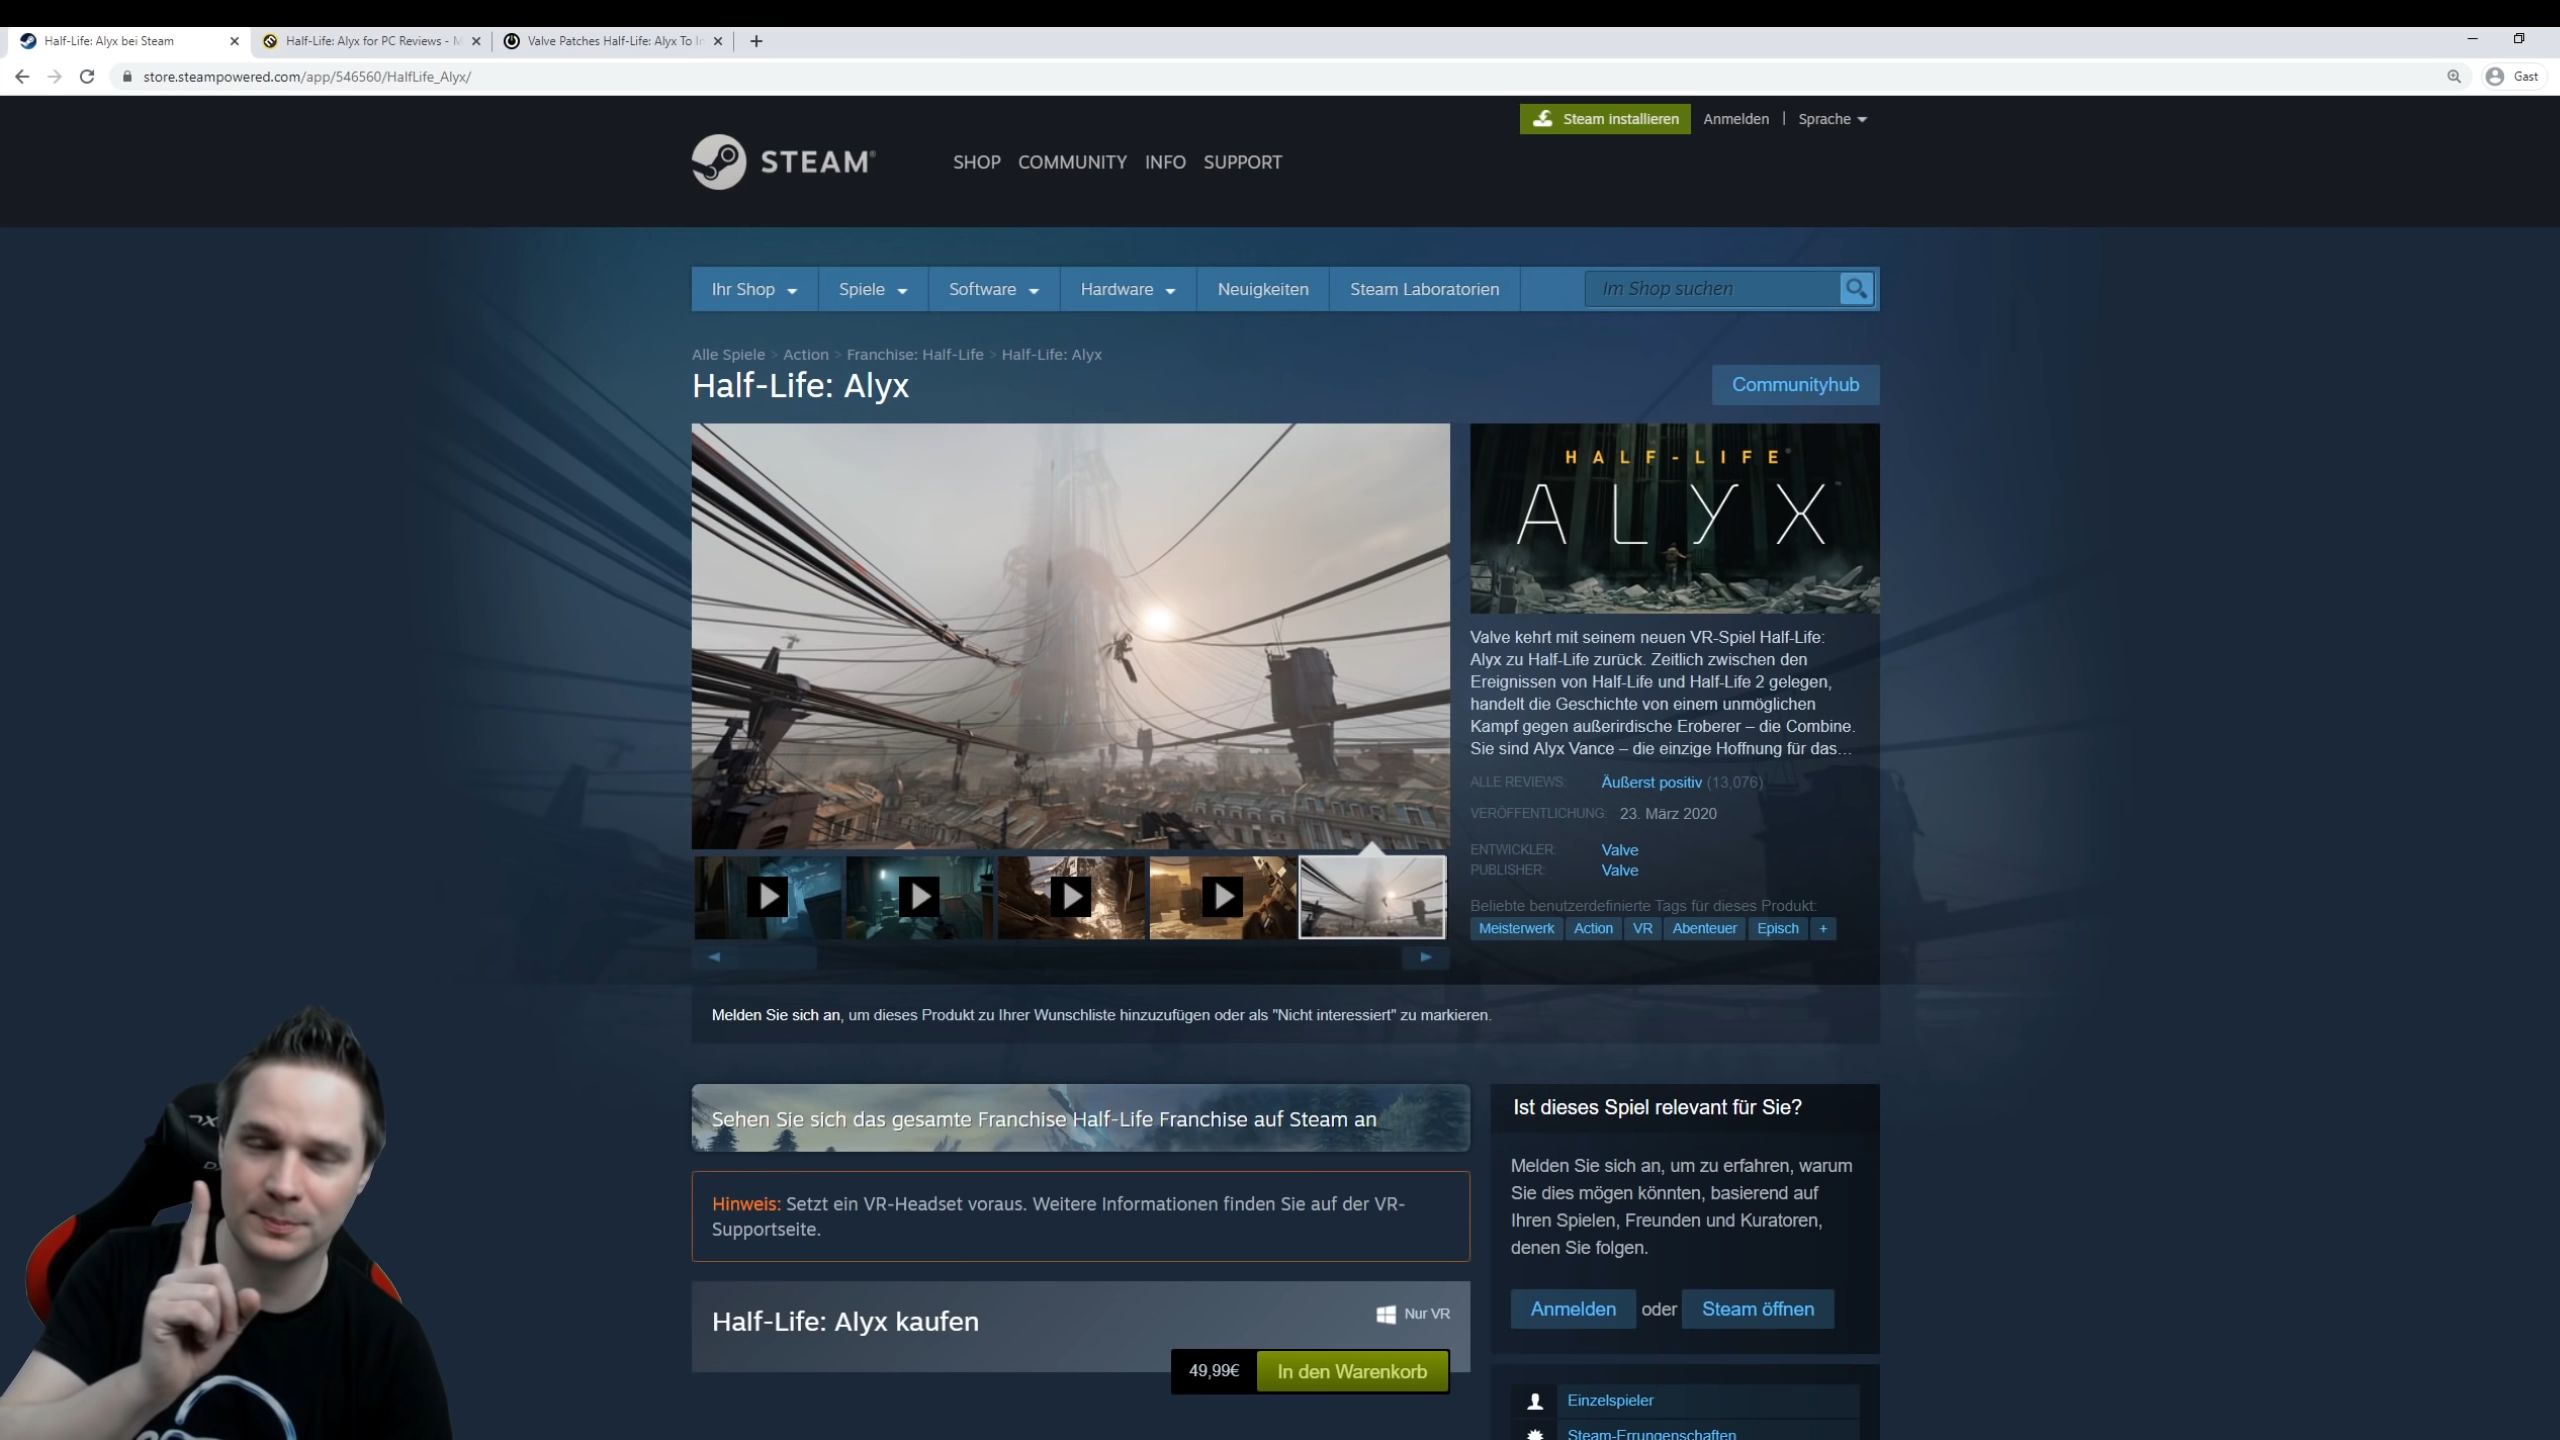 Half-Life: Alyx bei Steam
Half-Life: Alyx for PC Reviews - M
Valve Patches Half-Life: Alyx To In
store.steampowered.com/app/546560/HalfLife_Alyx/
Gast
Steam installieren
Anmelden | Sprache
STEAM®
SHOP COMMUNITY INFO SUPPORT
Ihr Shop Spiele Software Hardware Neuigkeiten Steam Laboratorien Im Shop suchen
Alle Spiele > Action > Franchise: Half-Life > Half-Life: Alyx
Half-Life: Alyx
Communityhub
HALF-LIFE®
ALYX™
Valve kehrt mit seinem neuen VR-Spiel Half-Life:
Alyx zu Half-Life zurück. Zeitlich zwischen den
Ereignissen von Half-Life und Half-Life 2 gelegen,
handelt die Geschichte von einem unmöglichen
Kampf gegen außerirdische Eroberer – die Combine.
Sie sind Alyx Vance – die einzige Hoffnung für das...
ALLE REVIEWS: Äußerst positiv (13,076)
VERÖFFENTLICHUNG: 23. März 2020
ENTWICKLER: Valve
PUBLISHER: Valve
Beliebte benutzerdefinierte Tags für dieses Produkt:
Meisterwerk Action VR Abenteuer Episch +
Melden Sie sich an, um dieses Produkt zu Ihrer Wunschliste hinzuzufügen oder als "Nicht interessiert" zu markieren.
Sehen Sie sich das gesamte Franchise Half-Life Franchise auf Steam an
Hinweis: Setzt ein VR-Headset voraus. Weitere Informationen finden Sie auf der VR-
Supportseite.
Half-Life: Alyx kaufen
Nur VR
49,99€ In den Warenkorb
Ist dieses Spiel relevant für Sie?
Melden Sie sich an, um zu erfahren, warum
Sie dies mögen könnten, basierend auf
Ihren Spielen, Freunden und Kuratoren,
denen Sie folgen.
Anmelden oder Steam öffnen
Einzelspieler
Steam-Errungenschaften